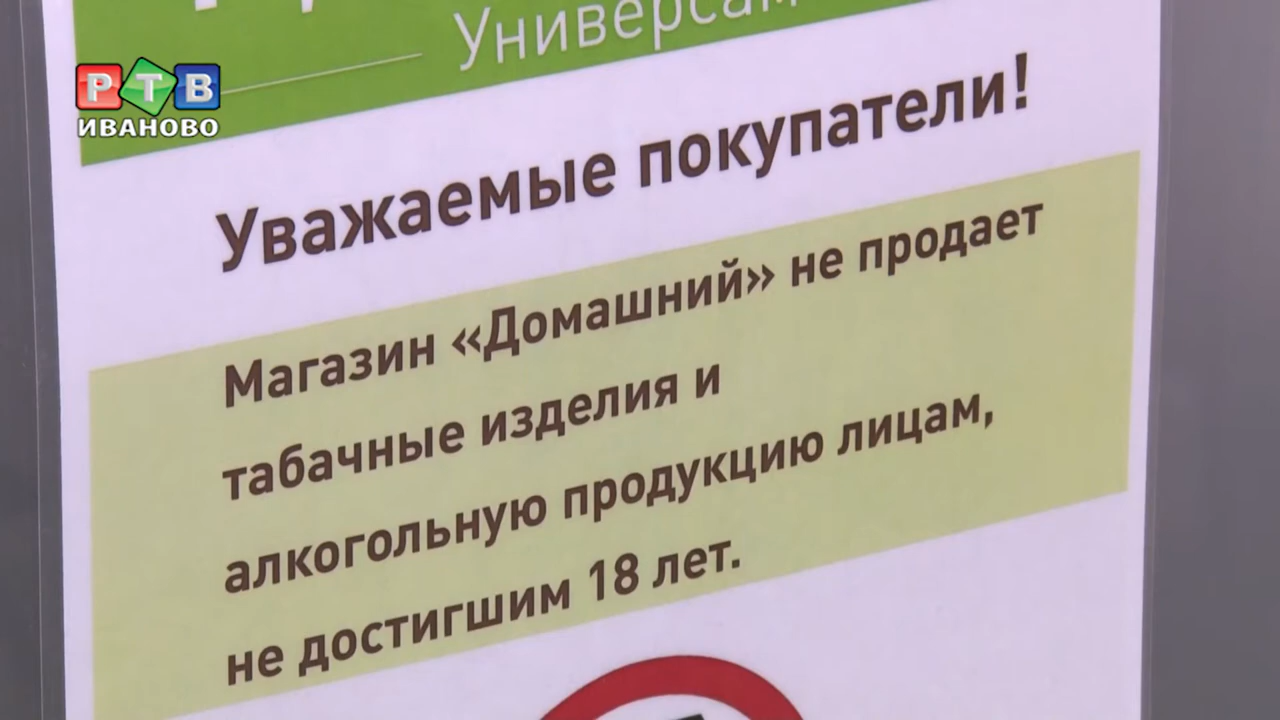 Универсам
РТВ
ИВАНОВО
Уважаемые покупатели!
Магазин «Домашний» не продает
табачные изделия и
алкогольную продукцию лицам,
не достигшим 18 лет.